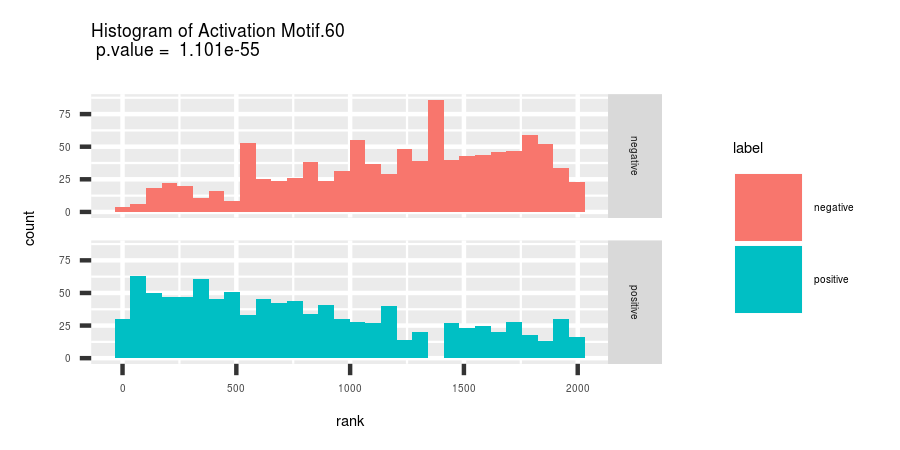 Histogram of Activation Motif.60
p.value = 1.101e-55
count
75
50
25
0
negative
75
50
25
0
positive
0 500 1000 1500 2000
rank
label
negative
positive